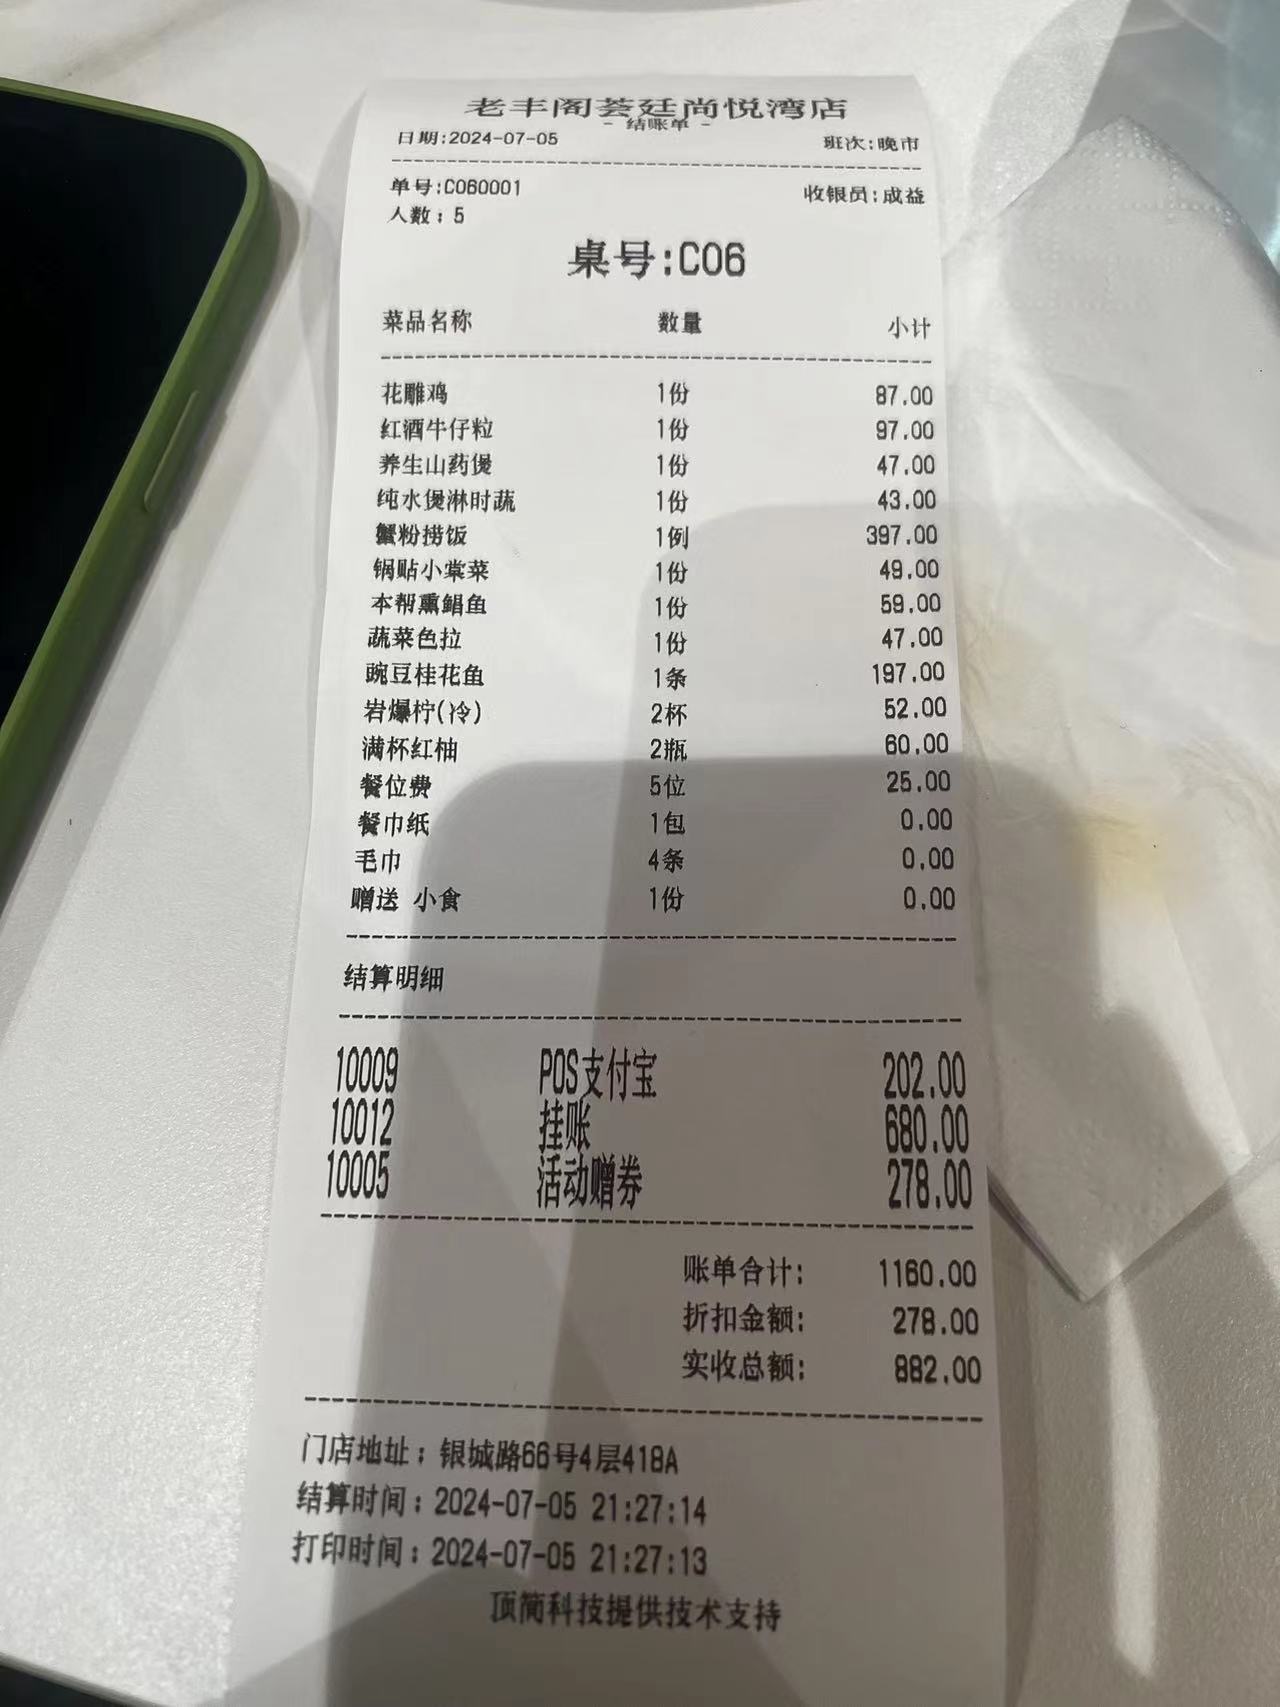 老丰阁荟廷尚悦湾店
- 结账单 -
日期:2024-07-05 班次:晚市
单号:C060001 收银员:成益
人数: 5
桌号:C06
菜品名称 数量 小计
花雕鸡 1份 87.00
红酒牛仔粒 1份 97.00
养生山药煲 1份 47.00
纯水煲淋时蔬 1份 43.00
蟹粉捞饭 1例 397.00
锅贴小棠菜 1份 49.00
本帮熏鲳鱼 1份 59.00
蔬菜色拉 1份 47.00
豌豆桂花鱼 1条 197.00
岩爆柠(冷) 2杯 52.00
满杯红柚 2瓶 60.00
餐位费 5位 25.00
餐巾纸 1包 0.00
毛巾 4条 0.00
赠送 小食 1份 0.00
结算明细
10009 POS支付宝 202.00
10012 挂账 680.00
10005 活动赠券 278.00
账单合计: 1160.00
折扣金额: 278.00
实收总额: 882.00
门店地址: 银城路66号4层418A
结算时间: 2024-07-05 21:27:14
打印时间: 2024-07-05 21:27:13
顶简科技提供技术支持